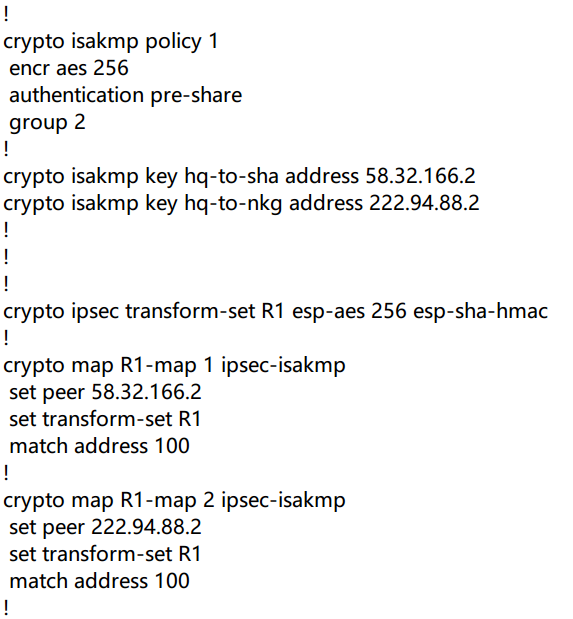 !
crypto isakmp policy 1
 encr aes 256
 authentication pre-share
 group 2
!
crypto isakmp key hq-to-sha address 58.32.166.2
crypto isakmp key hq-to-nkg address 222.94.88.2
!
!
!
crypto ipsec transform-set R1 esp-aes 256 esp-sha-hmac
!
crypto map R1-map 1 ipsec-isakmp
 set peer 58.32.166.2
 set transform-set R1
 match address 100
!
crypto map R1-map 2 ipsec-isakmp
 set peer 222.94.88.2
 set transform-set R1
 match address 100
!